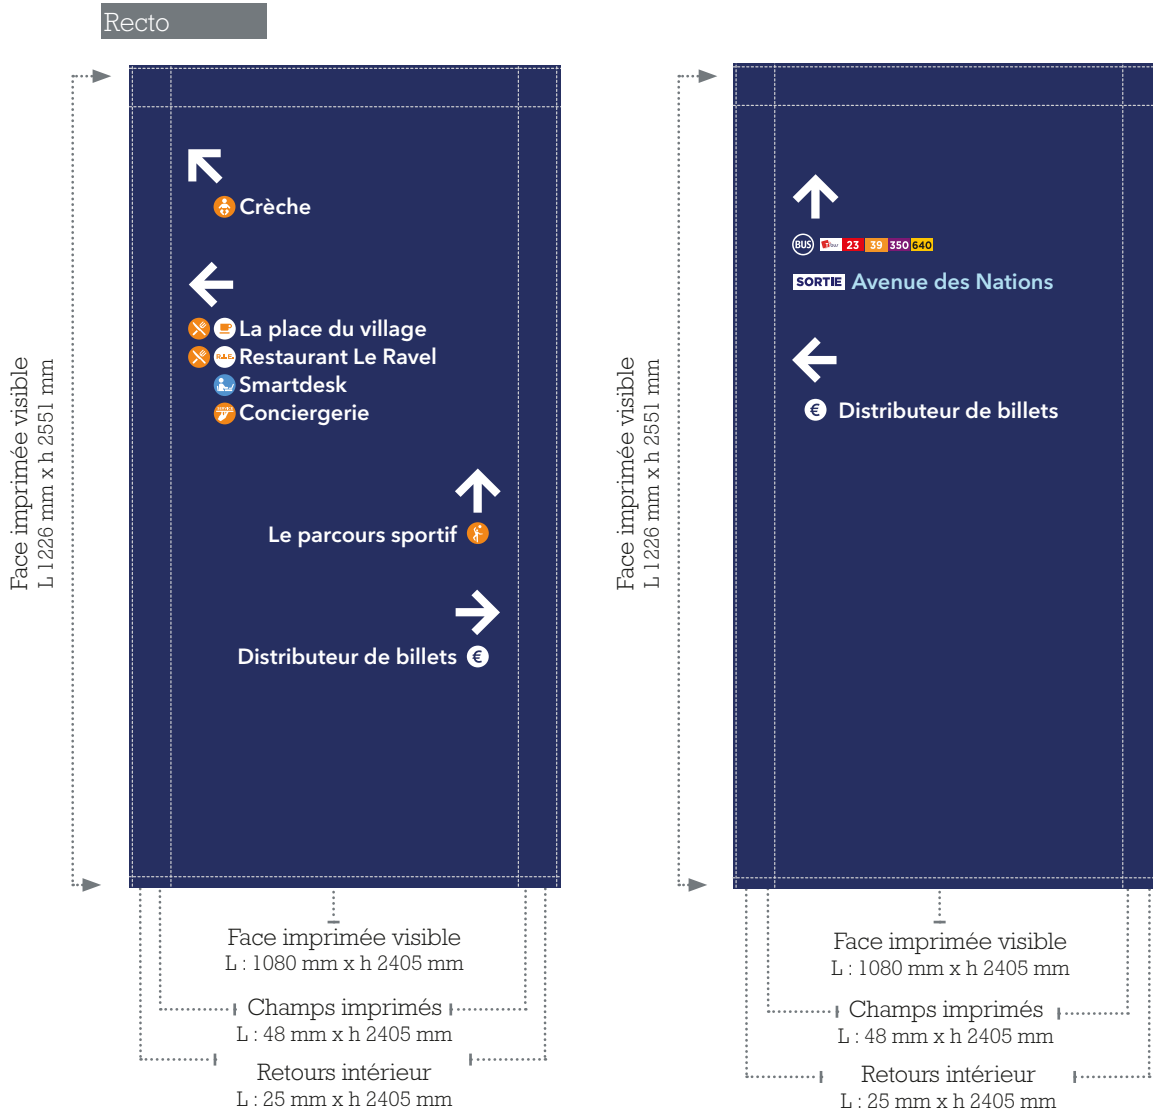 Recto
Face imprimée visible
L 1226 mm x h 2551 mm
Crèche
La place du village
R.I.E. Restaurant Le Ravel
Smartdesk
Conciergerie
Le parcours sportif
Distributeur de billets €
Face imprimée visible
L : 1080 mm x h 2405 mm
Champs imprimés
L : 48 mm x h 2405 mm
Retours intérieur
L : 25 mm x h 2405 mm
Face imprimée visible
L 1226 mm x h 2551 mm
BUS 23 39 350 640
SORTIE Avenue des Nations
€ Distributeur de billets
Face imprimée visible
L : 1080 mm x h 2405 mm
Champs imprimés
L : 48 mm x h 2405 mm
Retours intérieur
L : 25 mm x h 2405 mm